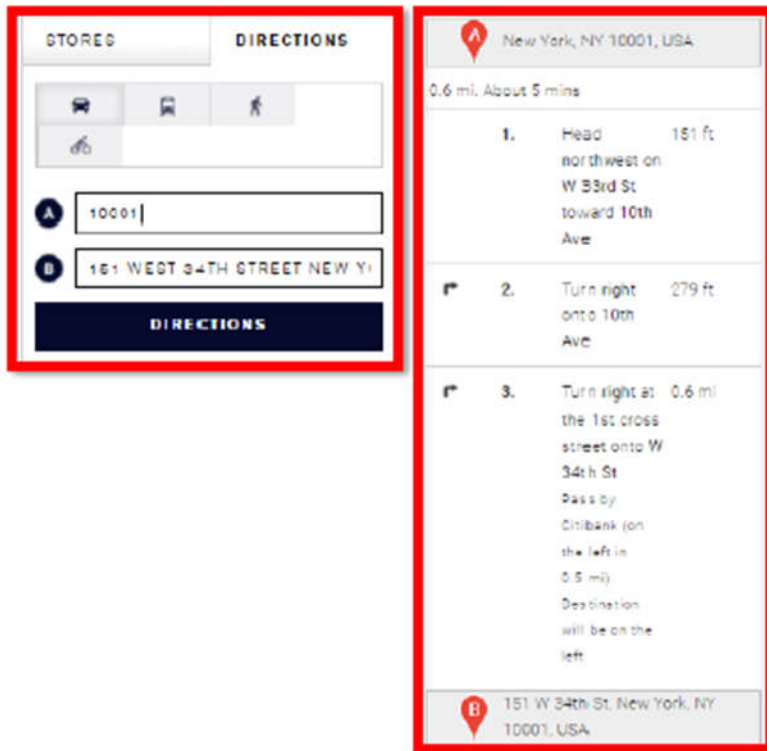 STORES DIRECTIONS
A 10001
B 151 WEST 34TH STREET NEW Y
DIRECTIONS
A New York, NY 10001, USA
0.6 mi. About 5 mins
1. Head 151 ft
northwest on
W 33rd St
toward 10th
Ave
2. Turn right 279 ft
onto 10th
Ave
3. Turn right at 0.6 mi
the 1st cross
street onto W
34th St
Pass by
Citibank (on
the left in
0.5 mi)
Destination
will be on the
left
B 151 W 34th St, New York, NY
10001, USA